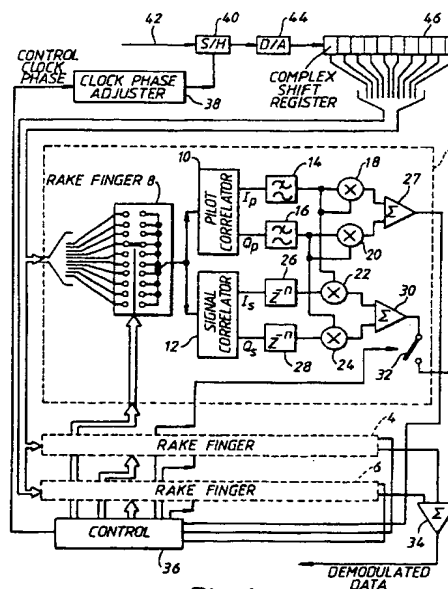 42
40
44
46
S/H
D/A
CONTROL
CLOCK
PHASE
CLOCK PHASE
ADJUSTER
38
COMPLEX
SHIFT
REGISTER
10
14
18
27
RAKE FINGER 8
PILOT
CORRELATOR
Ip
Qp
16
20
Σ
26
22
30
SIGNAL
CORRELATOR
Is
Qs
Z⁻ⁿ
Z⁻ⁿ
Σ
12
28
24
32
4
RAKE FINGER
6
RAKE FINGER
CONTROL
36
34
Σ
DEMODULATED
DATA